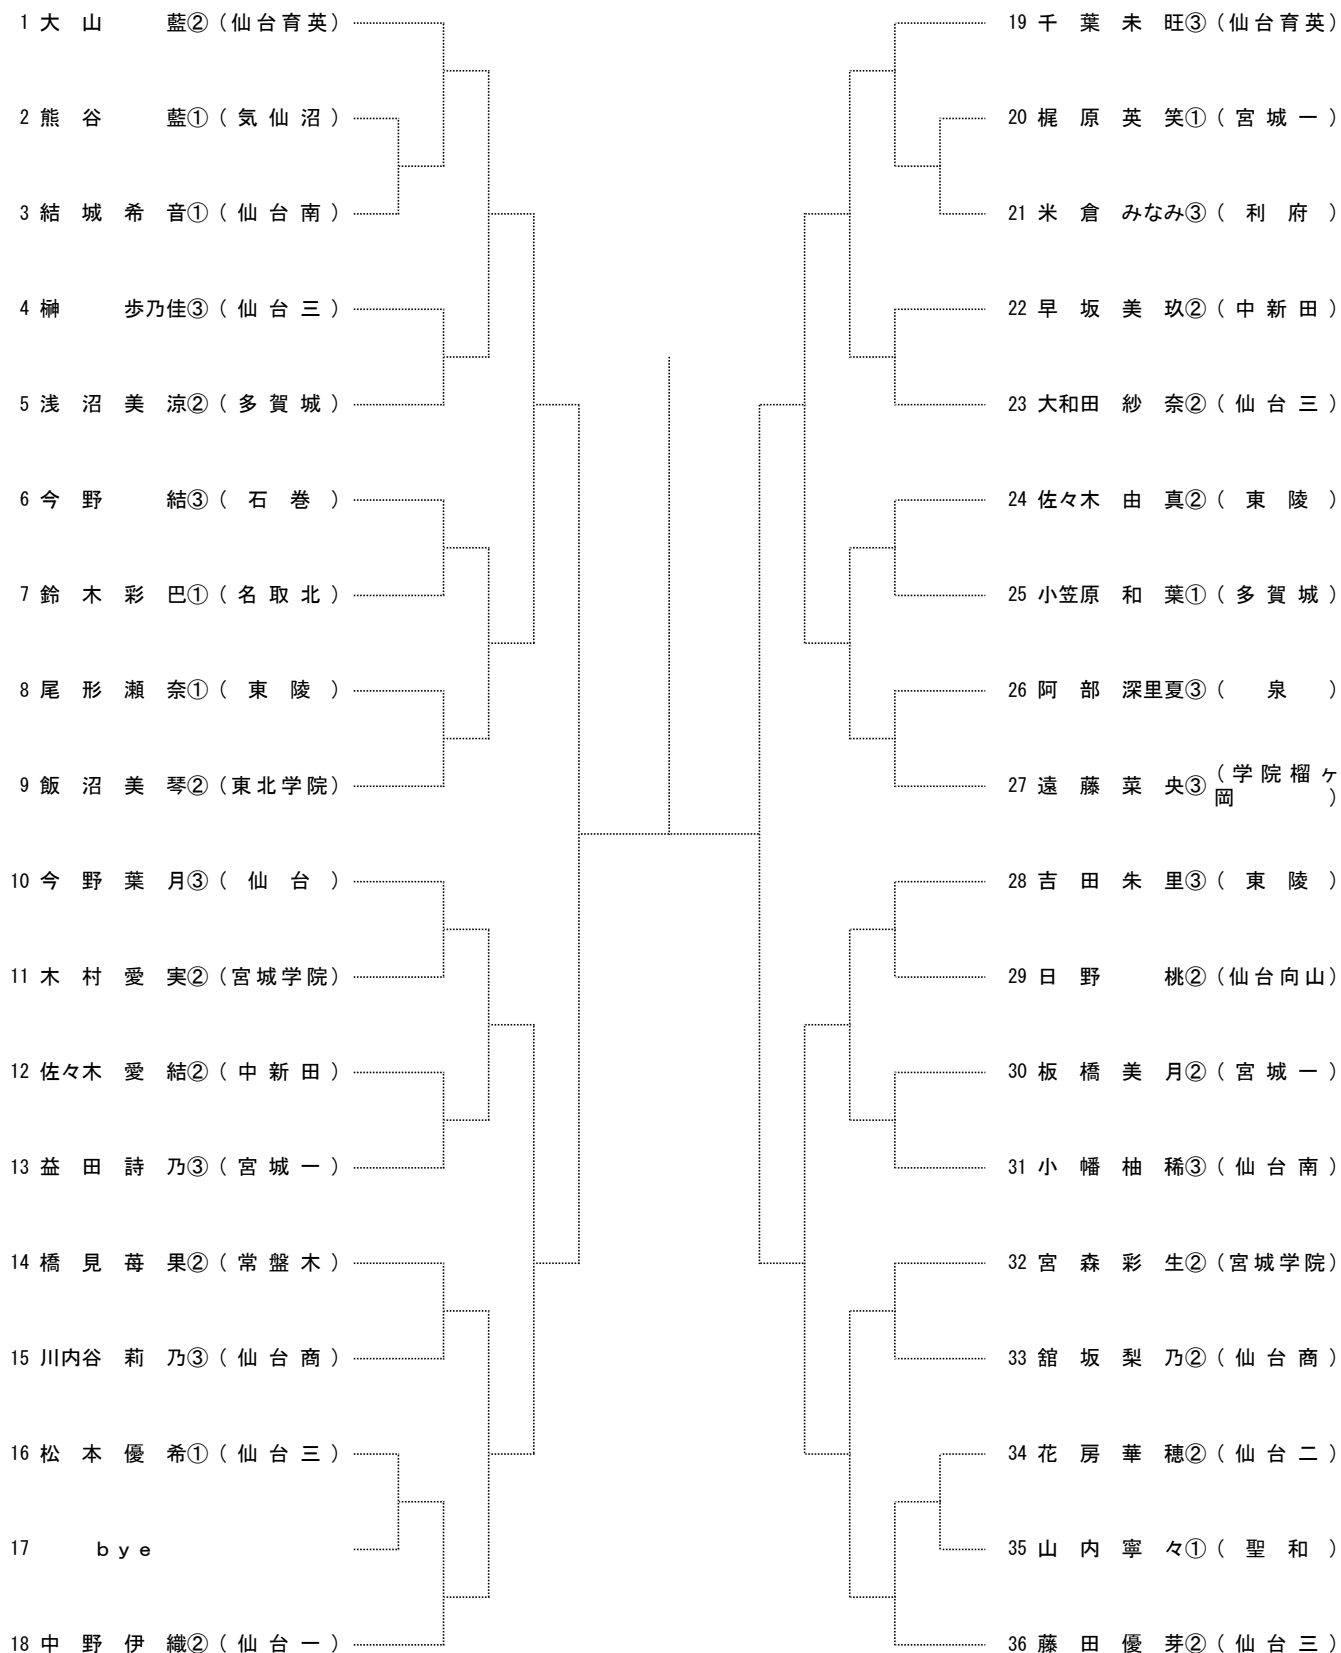 1 大 山 藍② (仙台育英)
2 熊 谷 藍① ( 気 仙 沼 )
3 結 城 希 音① ( 仙 台 南 )
4 榊 歩乃佳③ ( 仙 台 三 )
5 浅 沼 美 涼② ( 多 賀 城 )
6 今 野 結③ ( 石 巻 )
7 鈴 木 彩 巴① ( 名 取 北 )
8 尾 形 瀬 奈① ( 東 陵 )
9 飯 沼 美 琴② (東北学院)
10 今 野 葉 月③ ( 仙 台 )
11 木 村 愛 実② (宮城学院)
12 佐々木 愛 結② ( 中 新 田 )
13 益 田 詩 乃③ ( 宮 城 一 )
14 橋 見 苺 果② ( 常 盤 木 )
15 川内谷 莉 乃③ ( 仙 台 商 )
16 松 本 優 希① ( 仙 台 三 )
17 ｂｙｅ
18 中 野 伊 織② ( 仙 台 一 )
19 千 葉 未 旺③ (仙台育英)
20 梶 原 英 笑① ( 宮 城 一 )
21 米 倉 みなみ③ ( 利 府 )
22 早 坂 美 玖② ( 中 新 田 )
23 大和田 紗 奈② ( 仙 台 三 )
24 佐々木 由 真② ( 東 陵 )
25 小笠原 和 葉① ( 多 賀 城 )
26 阿 部 深里夏③ ( 泉 )
27 遠 藤 菜 央③ (学院榴ヶ
岡 )
28 吉 田 朱 里③ ( 東 陵 )
29 日 野 桃② (仙台向山)
30 板 橋 美 月② ( 宮 城 一 )
31 小 幡 柚 稀③ ( 仙 台 南 )
32 宮 森 彩 生② (宮城学院)
33 舘 坂 梨 乃② ( 仙 台 商 )
34 花 房 華 穂② ( 仙 台 二 )
35 山 内 寧 々① ( 聖 和 )
36 藤 田 優 芽② ( 仙 台 三 )